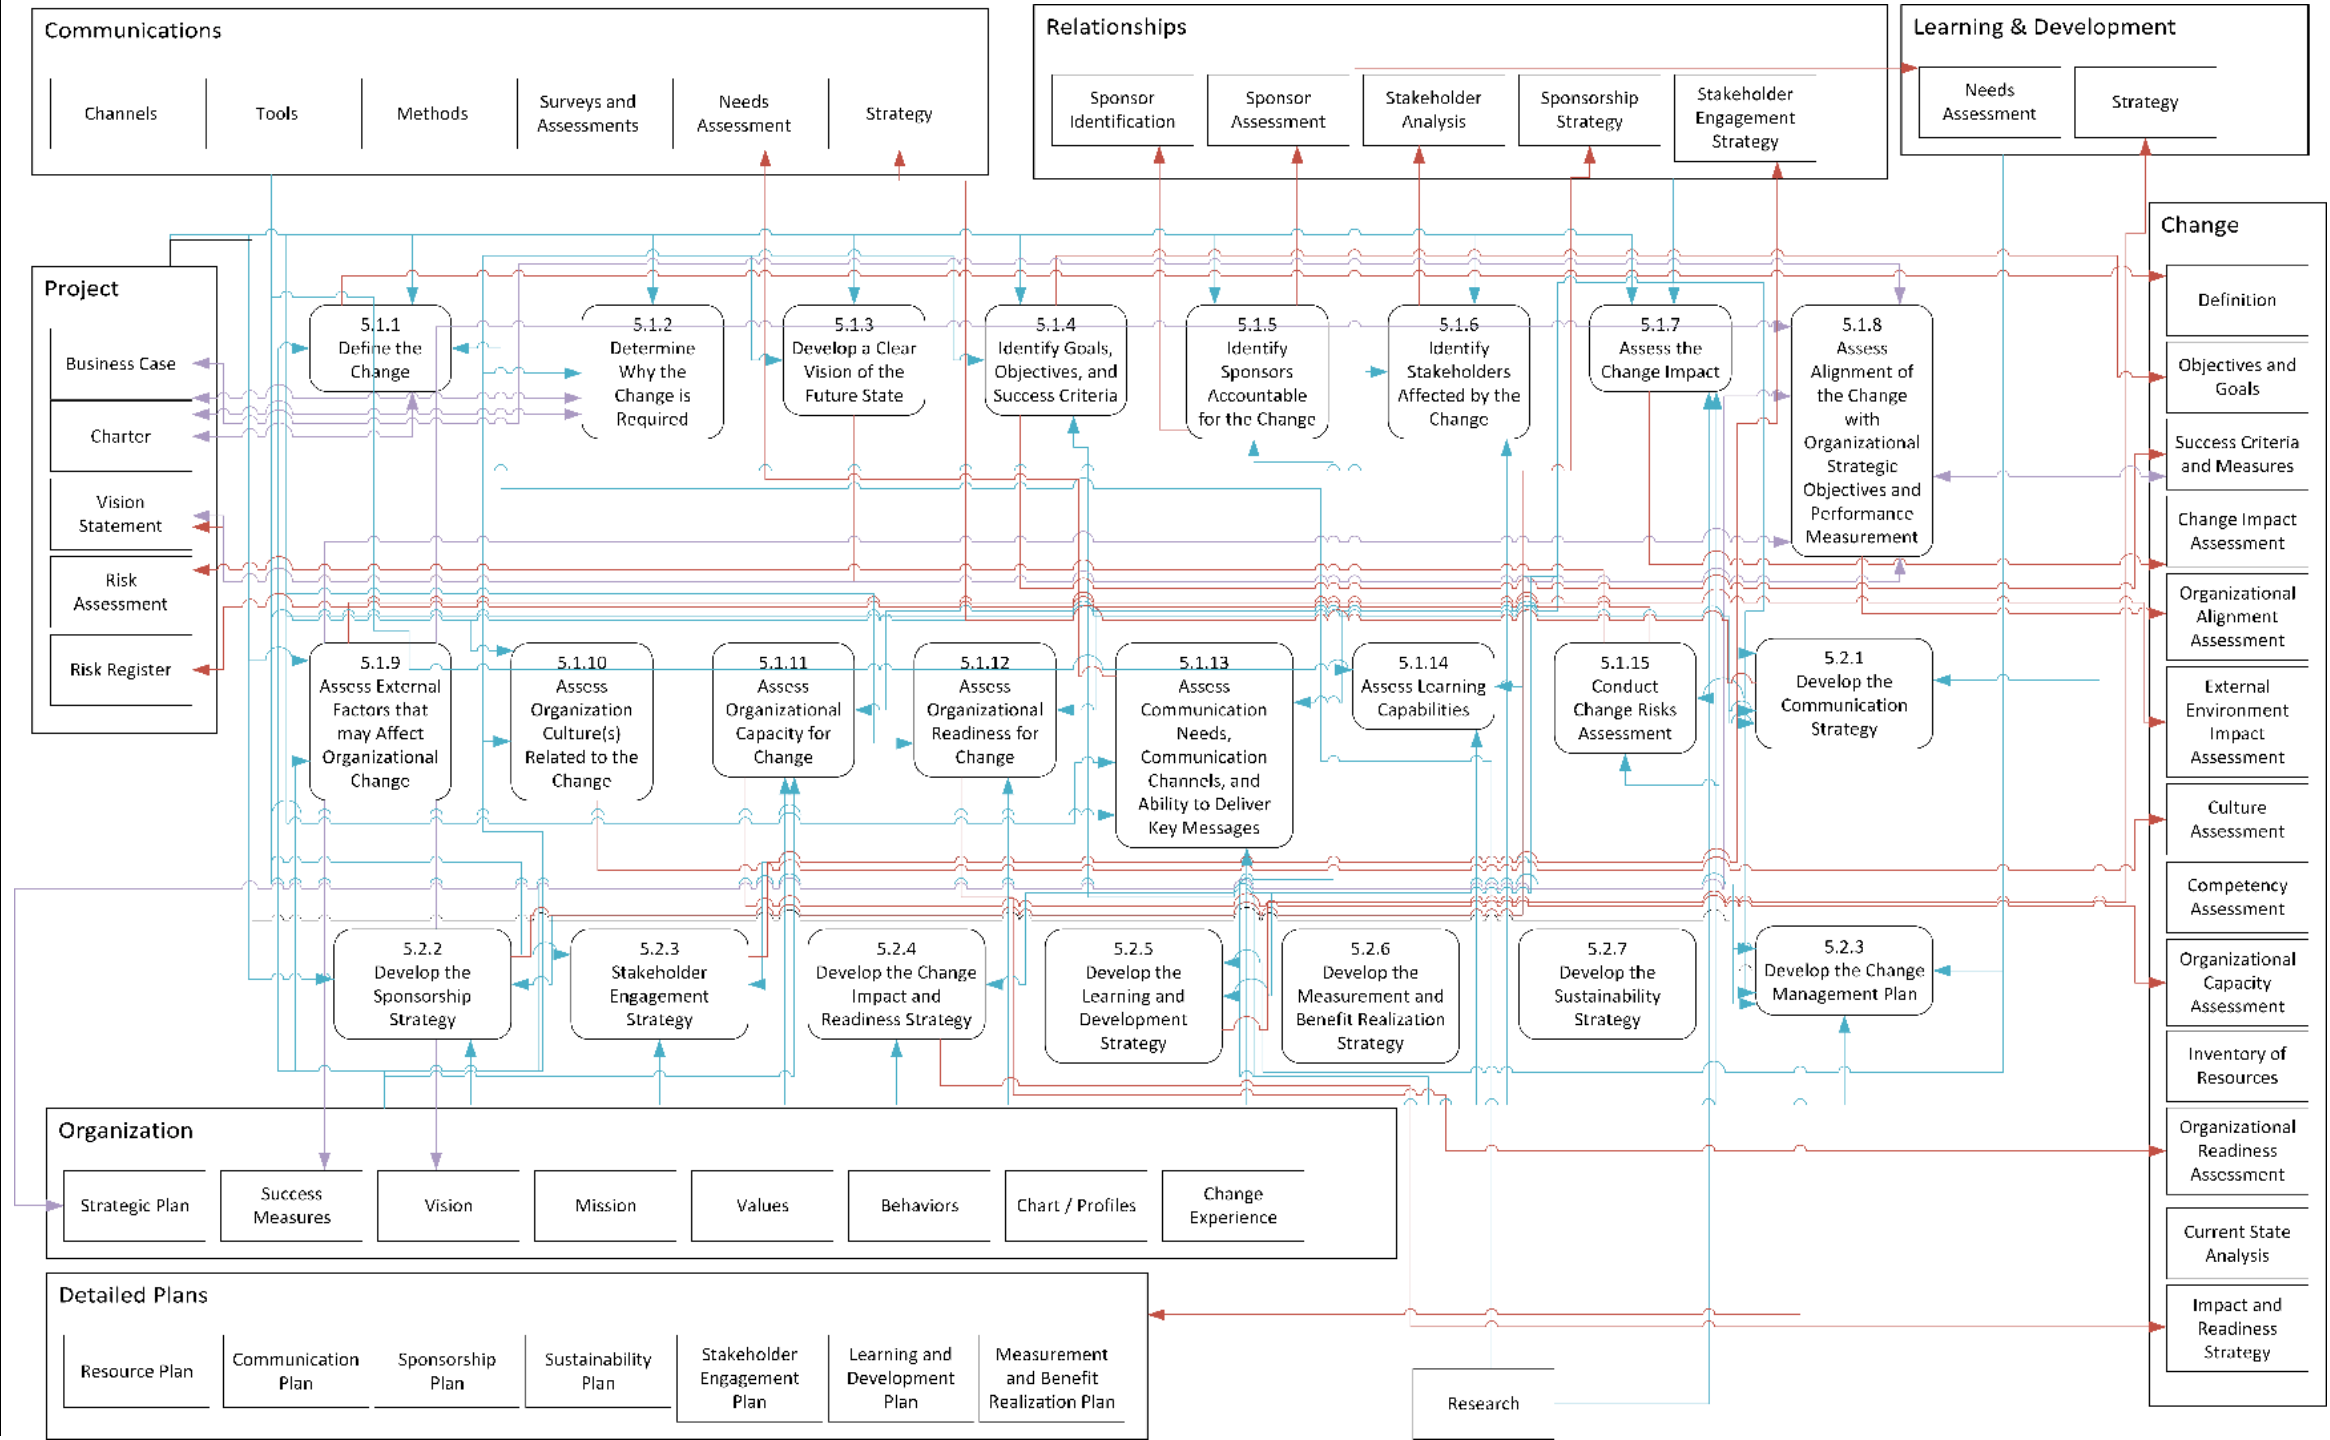 Communications
Channels
Tools
Methods
Surveys and
Assessments
Needs
Assessment
Strategy
Relationships
Sponsor
Identification
Sponsor
Assessment
Stakeholder
Analysis
Sponsorship
Strategy
Stakeholder
Engagement
Strategy
Learning & Development
Needs
Assessment
Strategy
Project
Business Case
Charter
Vision
Statement
Risk
Assessment
Risk Register
5.1.1
Define the
Change
5.1.2
Determine
Why the
Change is
Required
5.1.3
Develop a Clear
Vision of the
Future State
5.1.4
Identify Goals,
Objectives, and
Success Criteria
5.1.5
Identify
Sponsors
Accountable
for the Change
5.1.6
Identify
Stakeholders
Affected by the
Change
5.1.7
Assess the
Change Impact
5.1.8
Assess
Alignment of
the Change
with
Organizational
Strategic
Objectives and
Performance
Measurement
5.1.9
Assess External
Factors that
may Affect
Organizational
Change
5.1.10
Assess
Organization
Culture(s)
Related to the
Change
5.1.11
Assess
Organizational
Capacity for
Change
5.1.12
Assess
Organizational
Readiness for
Change
5.1.13
Assess
Communication
Needs,
Communication
Channels, and
Ability to Deliver
Key Messages
5.1.14
Assess Learning
Capabilities
5.1.15
Conduct
Change Risks
Assessment
5.2.1
Develop the
Communication
Strategy
5.2.2
Develop the
Sponsorship
Strategy
5.2.3
Stakeholder
Engagement
Strategy
5.2.4
Develop the Change
Impact and
Readiness Strategy
5.2.5
Develop the
Learning and
Development
Strategy
5.2.6
Develop the
Measurement and
Benefit Realization
Strategy
5.2.7
Develop the
Sustainability
Strategy
5.2.3
Develop the Change
Management Plan
Change
Definition
Objectives and
Goals
Success Criteria
and Measures
Change Impact
Assessment
Organizational
Alignment
Assessment
External
Environment
Impact
Assessment
Culture
Assessment
Competency
Assessment
Organizational
Capacity
Assessment
Inventory of
Resources
Organizational
Readiness
Assessment
Current State
Analysis
Impact and
Readiness
Strategy
Organization
Strategic Plan
Success
Measures
Vision
Mission
Values
Behaviors
Chart / Profiles
Change
Experience
Detailed Plans
Resource Plan
Communication
Plan
Sponsorship
Plan
Sustainability
Plan
Stakeholder
Engagement
Plan
Learning and
Development
Plan
Measurement
and Benefit
Realization Plan
Research